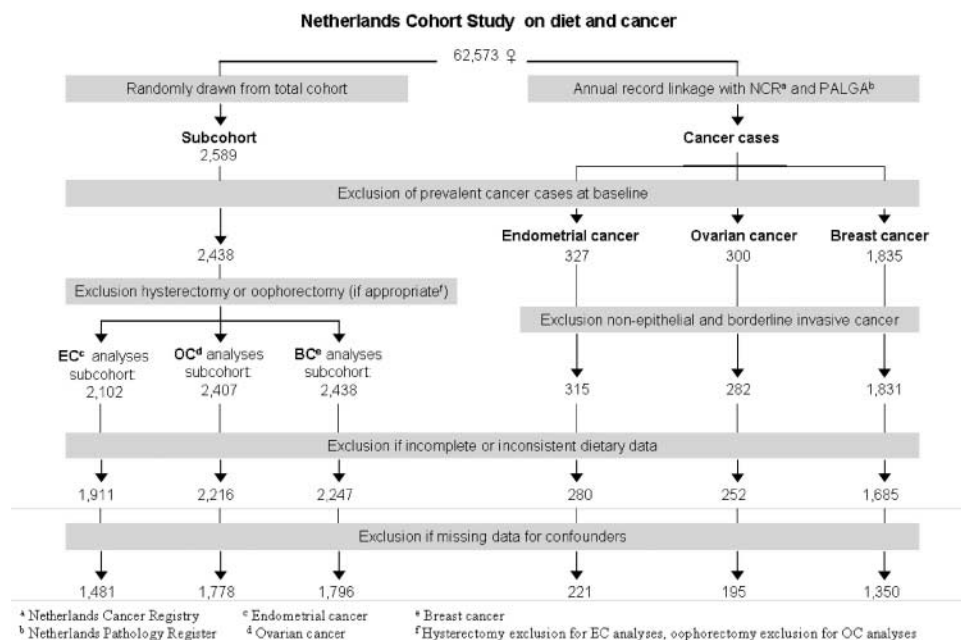 Netherlands Cohort Study on diet and cancer
62,573 ♀
Randomly drawn from total cohort
Annual record linkage with NCRᵃ and PALGAᵇ
Subcohort
2,589
Cancer cases
Exclusion of prevalent cancer cases at baseline
2,438
Endometrial cancer
327
Ovarian cancer
300
Breast cancer
1,835
Exclusion hysterectomy or oophorectomy (if appropriateᶠ)
Exclusion non-epithelial and borderline invasive cancer
ECᶜ analyses
subcohort:
2,102
OCᵈ analyses
subcohort:
2,407
BCᵉ analyses
subcohort:
2,438
315
282
1,831
Exclusion if incomplete or inconsistent dietary data
1,911
2,216
2,247
280
252
1,685
Exclusion if missing data for confounders
1,481
1,778
1,796
221
195
1,350
ᵃ Netherlands Cancer Registry
ᶜ Endometrial cancer
ᵉ Breast cancer
ᵇ Netherlands Pathology Register
ᵈ Ovarian cancer
ᶠ Hysterectomy exclusion for EC analyses, oophorectomy exclusion for OC analyses